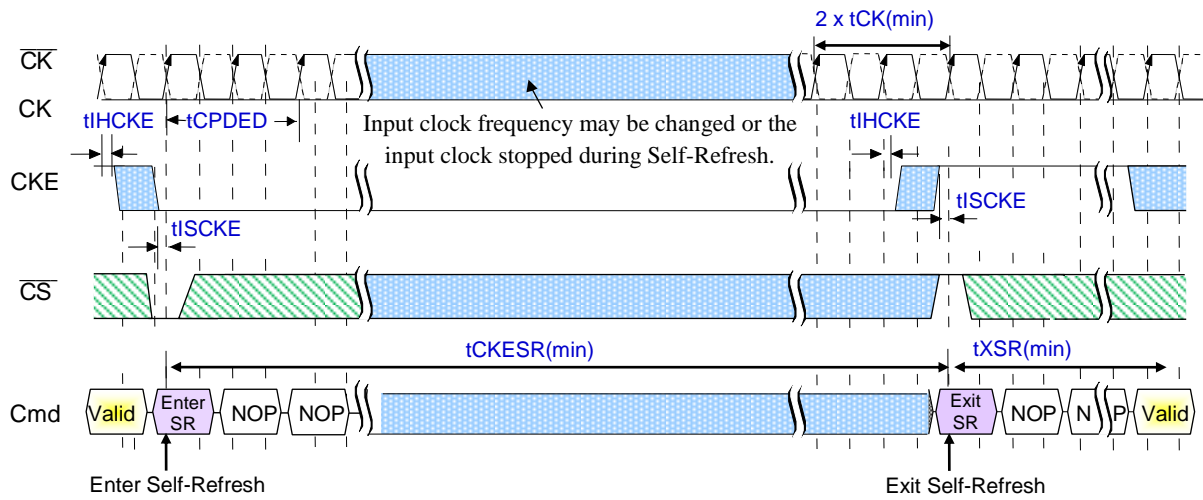 2 x tCK(min)
CK
CK
tIHCKE
tCPDED
Input clock frequency may be changed or the
input clock stopped during Self-Refresh.
tIHCKE
CKE
tISCKE
tISCKE
CS
tCKESR(min)
tXSR(min)
Cmd
Valid
Enter
SR
NOP
NOP
Exit
SR
NOP
N
P
Valid
Enter Self-Refresh
Exit Self-Refresh